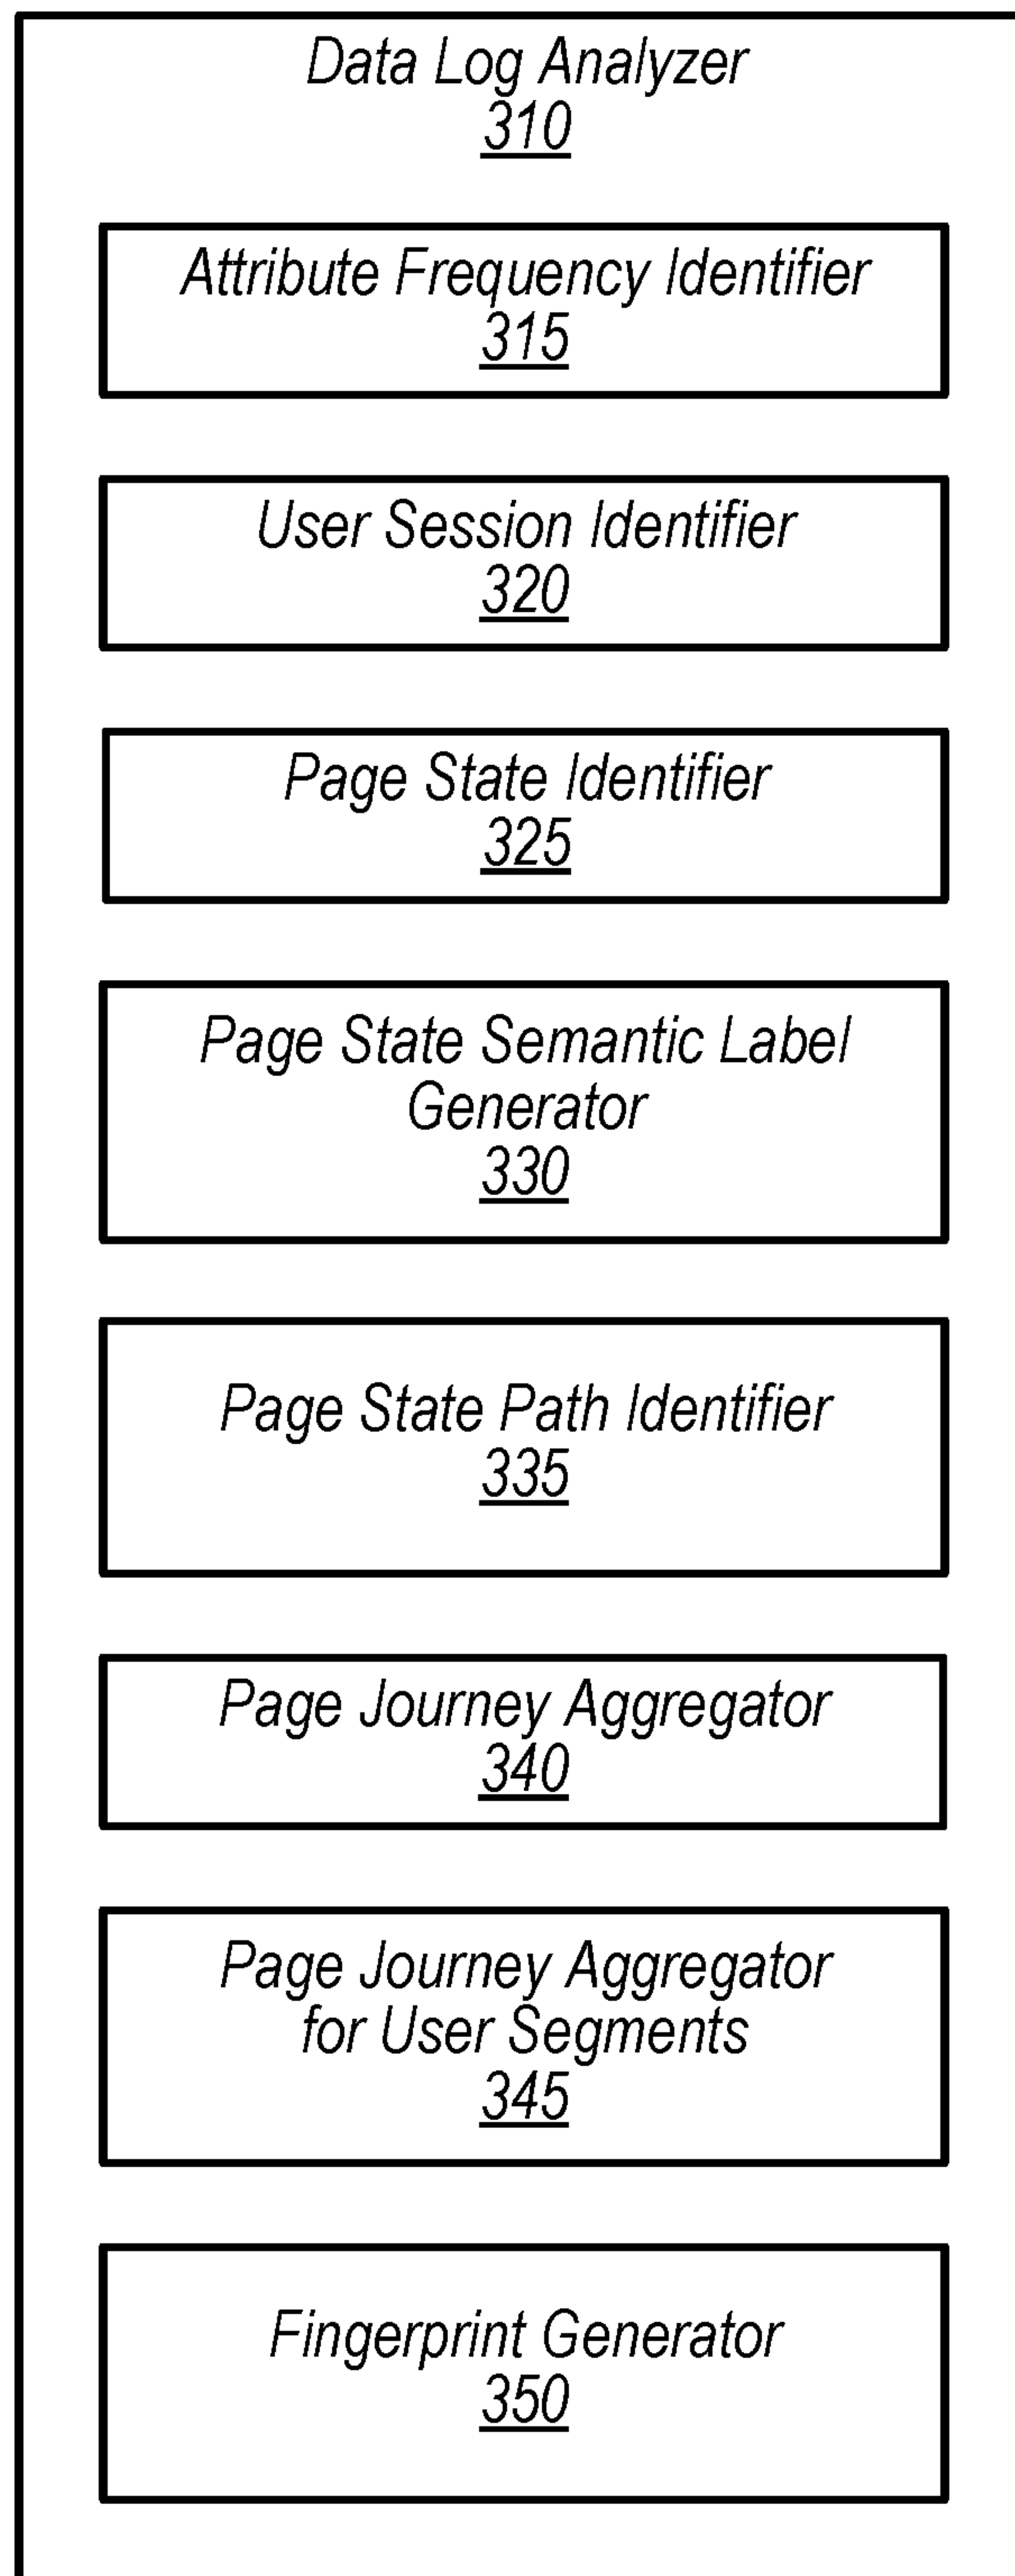 Data Log Analyzer
310
Attribute Frequency Identifier
315
User Session Identifier
320
Page State Identifier
325
Page State Semantic Label
Generator
330
Page State Path Identifier
335
Page Journey Aggregator
340
Page Journey Aggregator
for User Segments
345
Fingerprint Generator
350